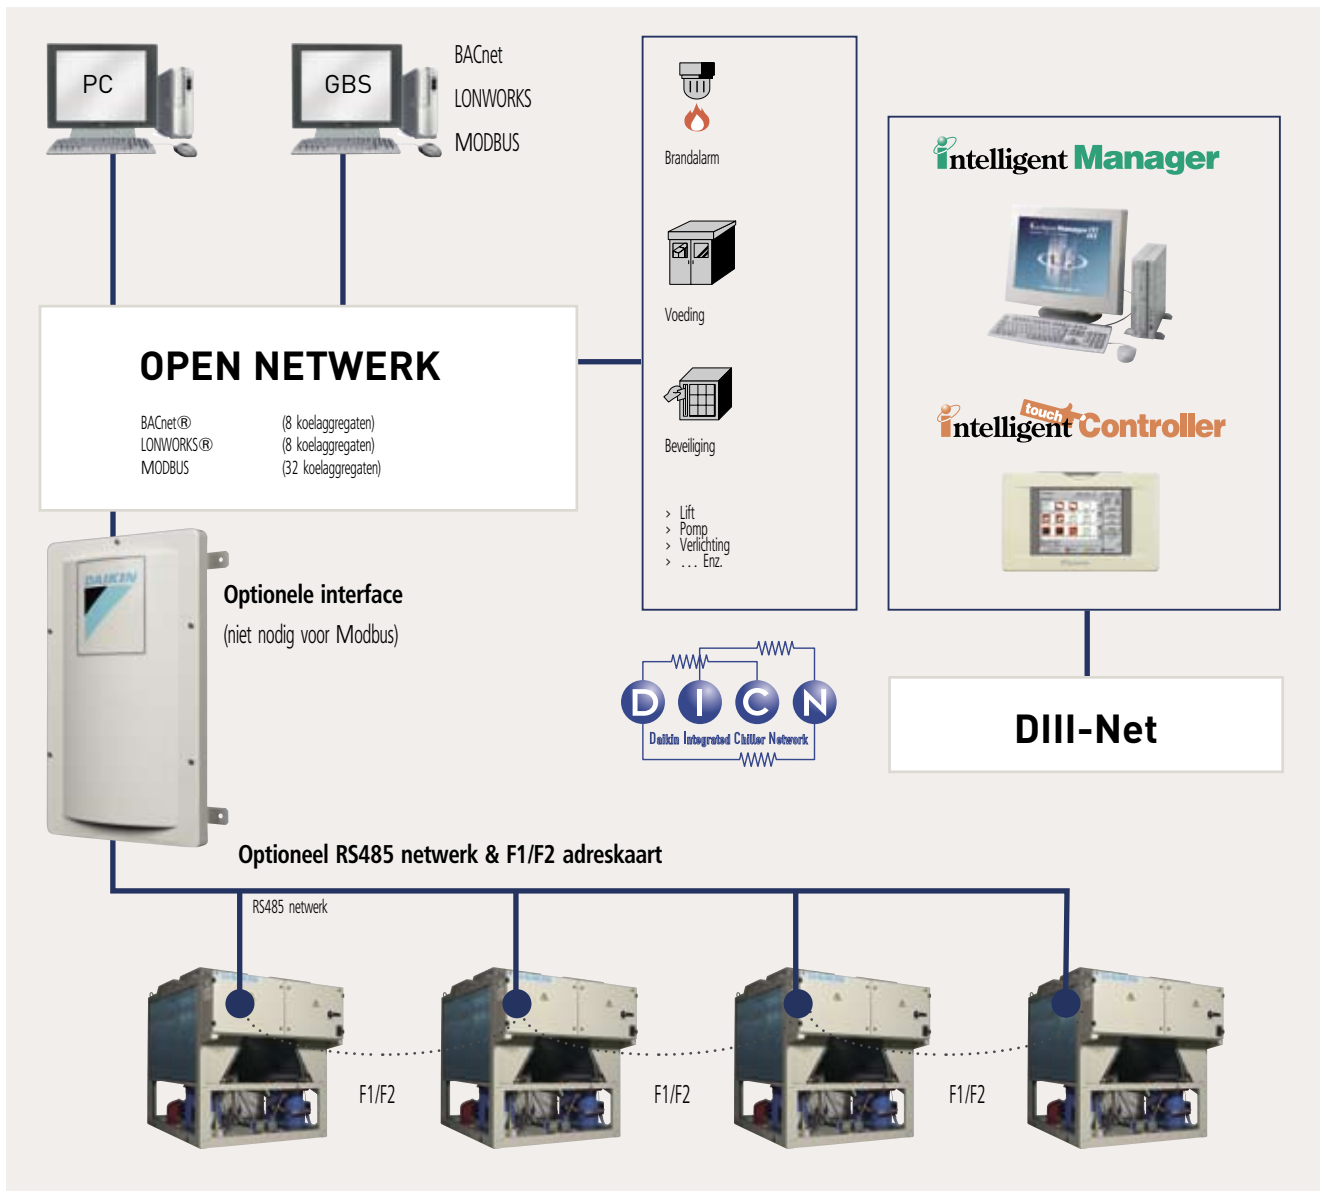 PC
GBS
BACnet
LONWORKS
MODBUS
Brandalarm
Voeding
Beveiliging
› Lift
› Pomp
› Verlichting
› ... Enz.
intelligent Manager
intelligent touch Controller
OPEN NETWERK
BACnet® (8 koelaggregaten)
LONWORKS® (8 koelaggregaten)
MODBUS (32 koelaggregaten)
DAIKIN
Optionele interface
(niet nodig voor Modbus)
D I C N
Daikin Integrated Chiller Network
DIII-Net
Optioneel RS485 netwerk & F1/F2 adreskaart
RS485 netwerk
F1/F2
F1/F2
F1/F2